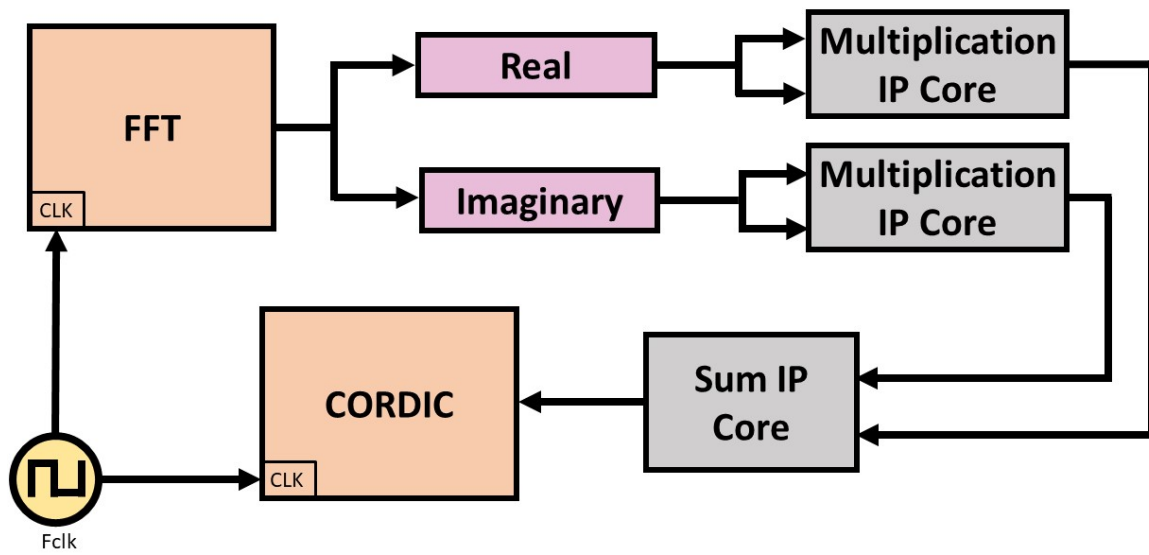 FFT
CLK
Real
Imaginary
Multiplication
IP Core
Multiplication
IP Core
Sum IP
Core
CORDIC
CLK
Fclk